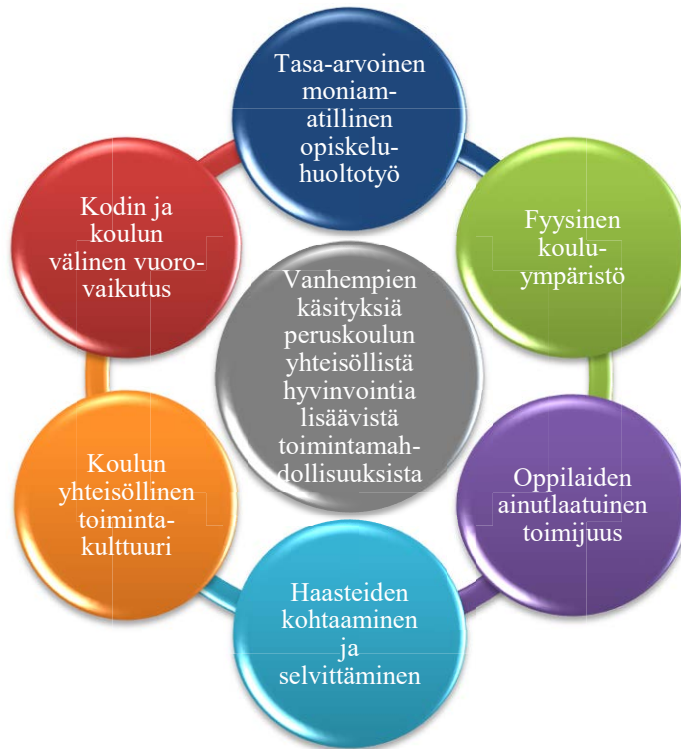 Tasa-arvoinen
moniam-
atillinen
opiskelu-
huoltotyö
Fyysinen
koulu-
ympäristö
Oppilaiden
ainutlaatuinen
toimijuus
Haasteiden
kohtaaminen
ja
selvittäminen
Koulun
yhteisöllinen
toiminta-
kulttuuri
Kodin ja
koulun
välinen vuoro-
vaikutus
Vanhempien
käsityksiä
peruskoulun
yhteisöllistä
hyvinvointia
lisäävistä
toimintamah-
dollisuuksista